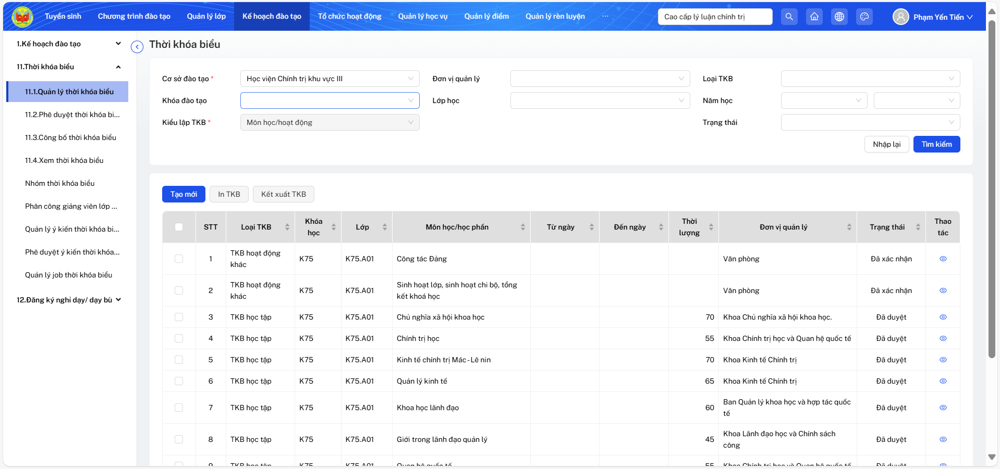 Tuyển sinh
Chương trình đào tạo
Quản lý lớp
Kế hoạch đào tạo
Tổ chức hoạt động
Quản lý học vụ
Quản lý điểm
Quản lý rèn luyện
...
Cao cấp lý luận chính trị
Phạm Yến Tiến
1.Kế hoạch đào tạo
11.Thời khóa biểu
11.1.Quản lý thời khóa biểu
11.2.Phê duyệt thời khóa bi...
11.3.Công bố thời khóa biểu
11.4.Xem thời khóa biểu
Nhóm thời khóa biểu
Phân công giảng viên lớp ...
Quản lý ý kiến thời khóa bi...
Phê duyệt ý kiến thời khóa...
Quản lý job thời khóa biểu
12.Đăng ký nghỉ dạy/ dạy bù
Thời khóa biểu
Cơ sở đào tạo *
Học viện Chính trị khu vực III
Đơn vị quản lý
Loại TKB
Khóa đào tạo
Lớp học
Năm học
Kiểu lập TKB *
Môn học/hoạt động
Trạng thái
Nhập lại
Tìm kiếm
Tạo mới
In TKB
Kết xuất TKB
STT
Loại TKB
Khóa
học
Lớp
Môn học/học phần
Từ ngày
Đến ngày
Thời
lượng
Đơn vị quản lý
Trạng thái
Thao
tác
1
TKB hoạt động
khác
K75
K75.A01
Công tác Đảng
Văn phòng
Đã xác nhận
2
TKB hoạt động
khác
K75
K75.A01
Sinh hoạt lớp, sinh hoạt chi bộ, tổng
kết khoá học
Văn phòng
Đã xác nhận
3
TKB học tập
K75
K75.A01
Chủ nghĩa xã hội khoa học
70
Khoa Chủ nghĩa xã hội khoa học.
Đã duyệt
4
TKB học tập
K75
K75.A01
Chính trị học
55
Khoa Chính trị học và Quan hệ quốc tế
Đã duyệt
5
TKB học tập
K75
K75.A01
Kinh tế chính trị Mác - Lê nin
70
Khoa Kinh tế Chính trị
Đã duyệt
6
TKB học tập
K75
K75.A01
Quản lý kinh tế
65
Khoa Kinh tế Chính trị
Đã duyệt
7
TKB học tập
K75
K75.A01
Khoa học lãnh đạo
60
Ban Quản lý khoa học và hợp tác quốc
tế
Đã duyệt
8
TKB học tập
K75
K75.A01
Giới trong lãnh đạo quản lý
45
Khoa Lãnh đạo học và Chính sách
công
Đã duyệt
9
TKB học tập
K75
K75.A01
Quan hệ quốc tế
55
Khoa Chính trị học và Quan hệ quốc tế
Đã duyệt